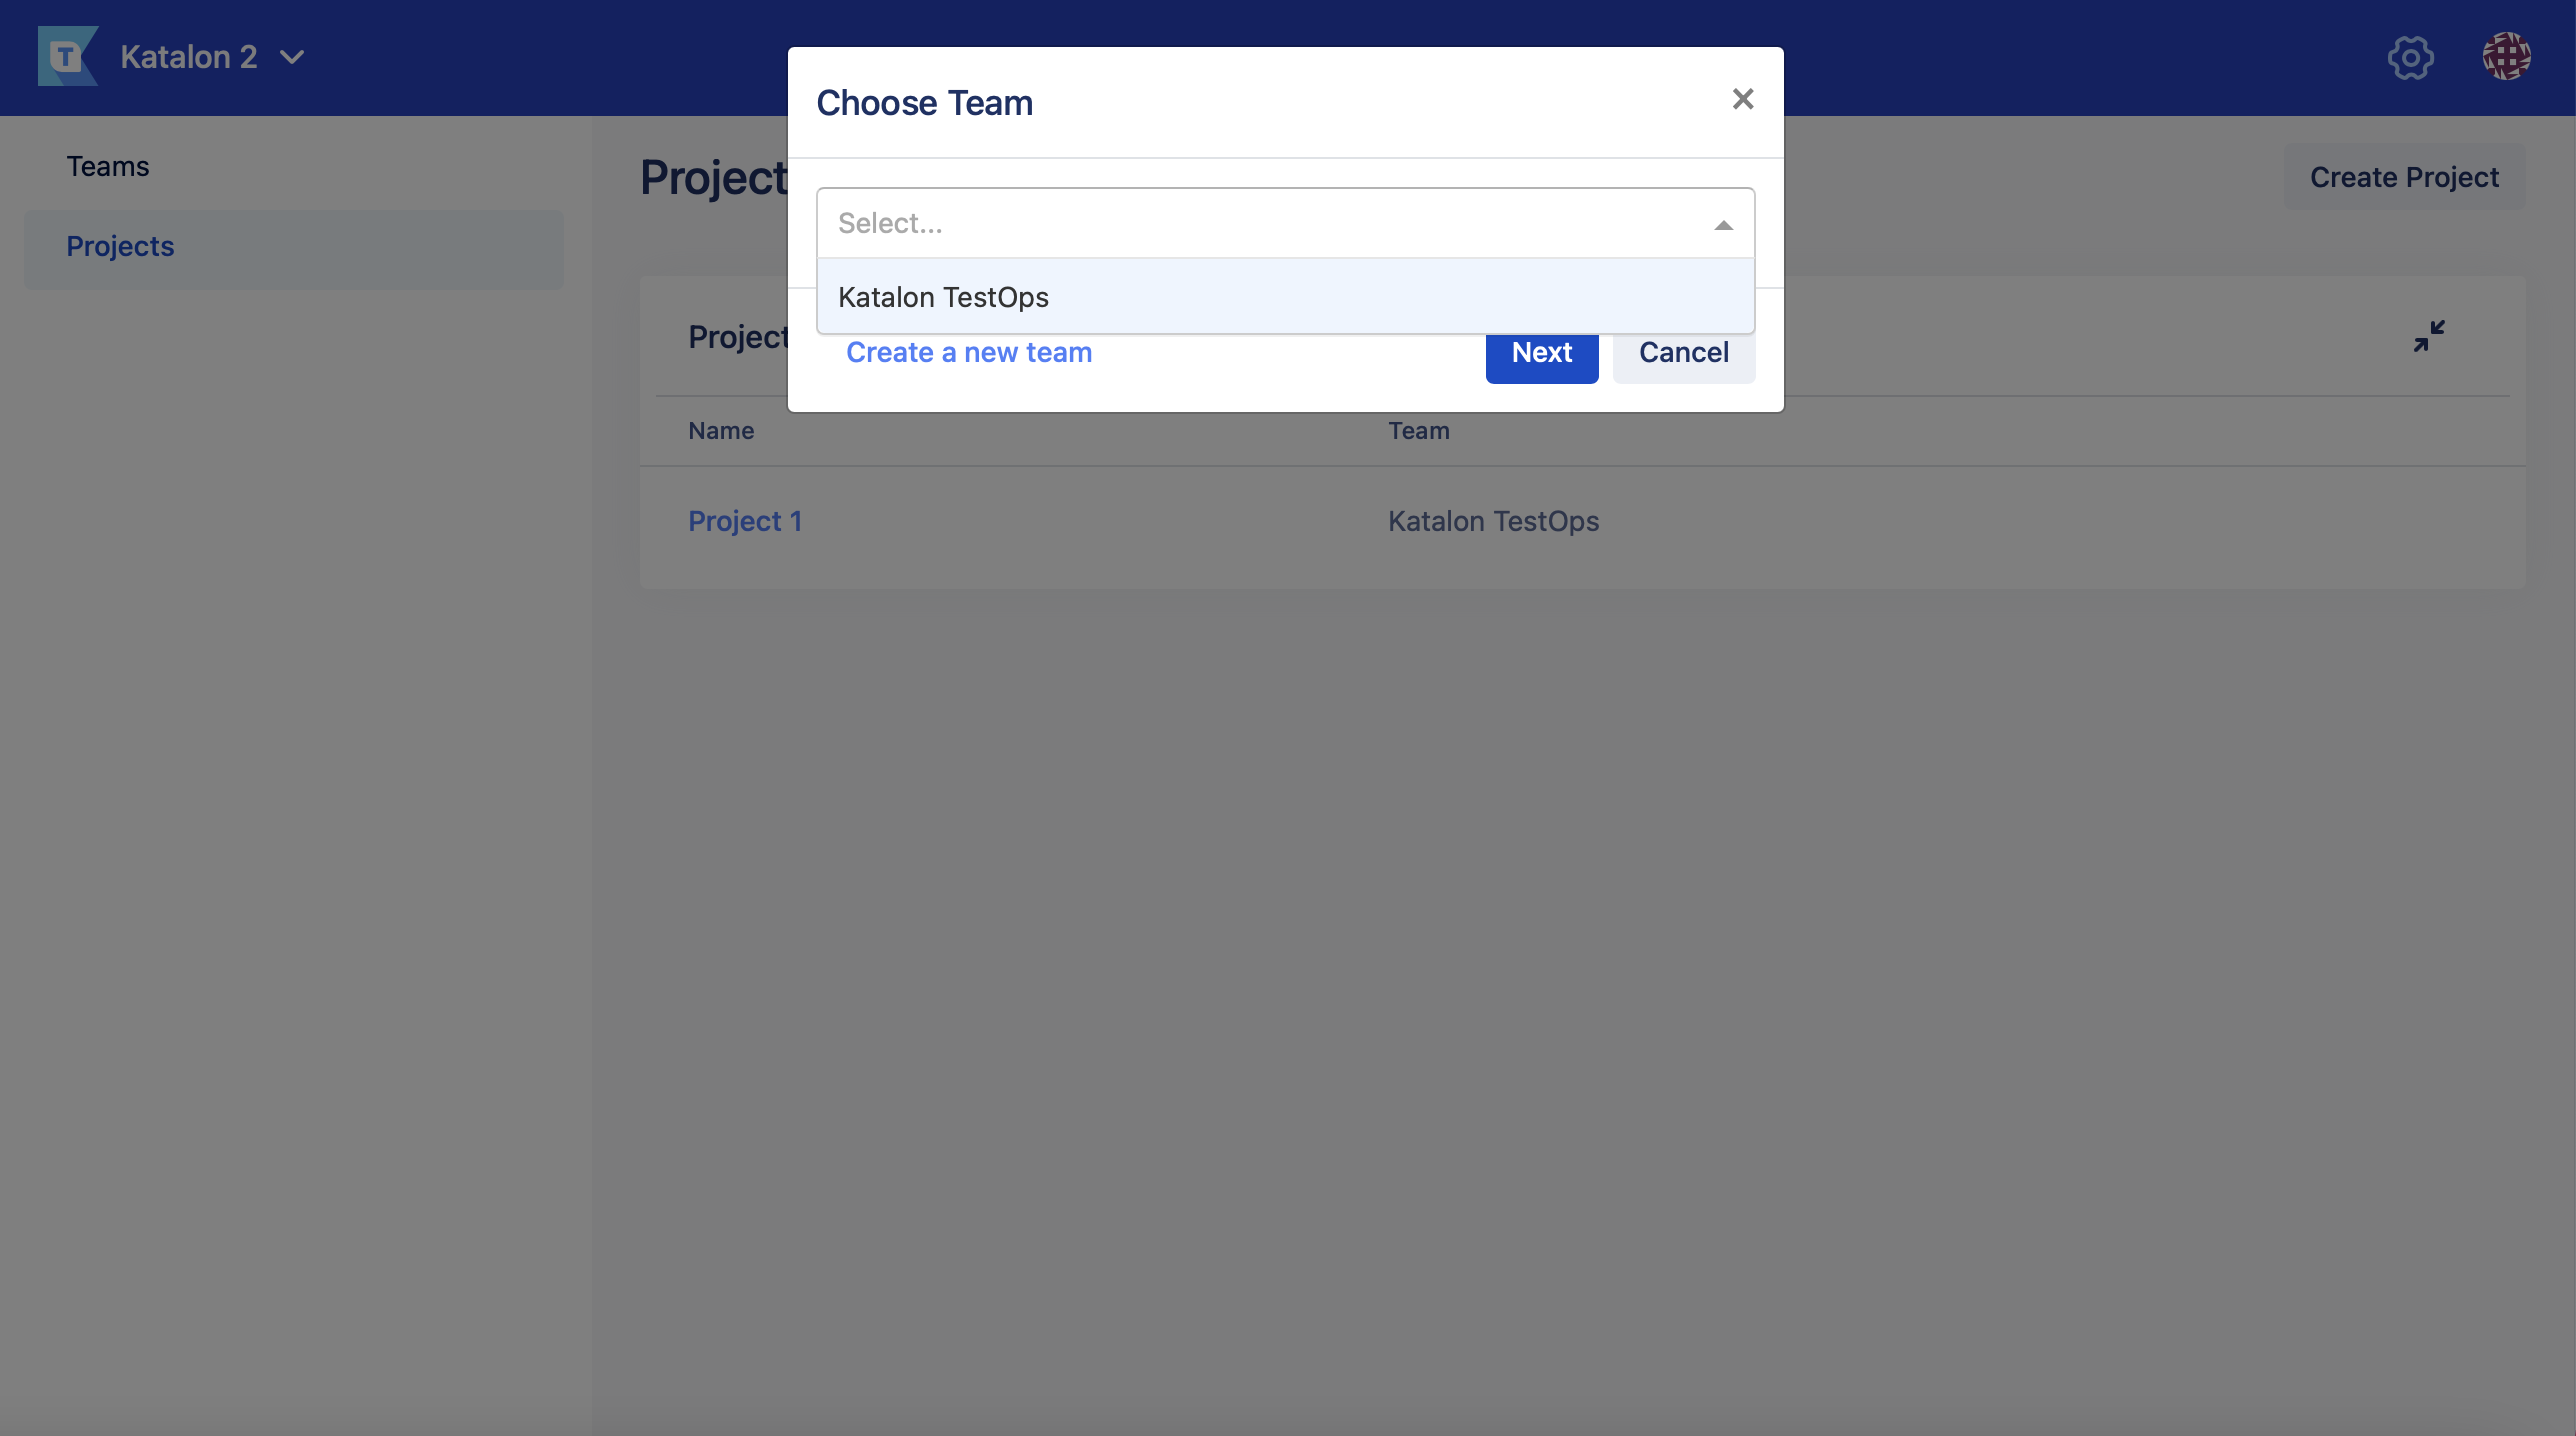 T
Katalon 2
Teams
Projects
Project
Create Project
Choose Team
Select...
Katalon TestOps
Create a new team
Next
Cancel
Project
Name
Team
Project 1
Katalon TestOps